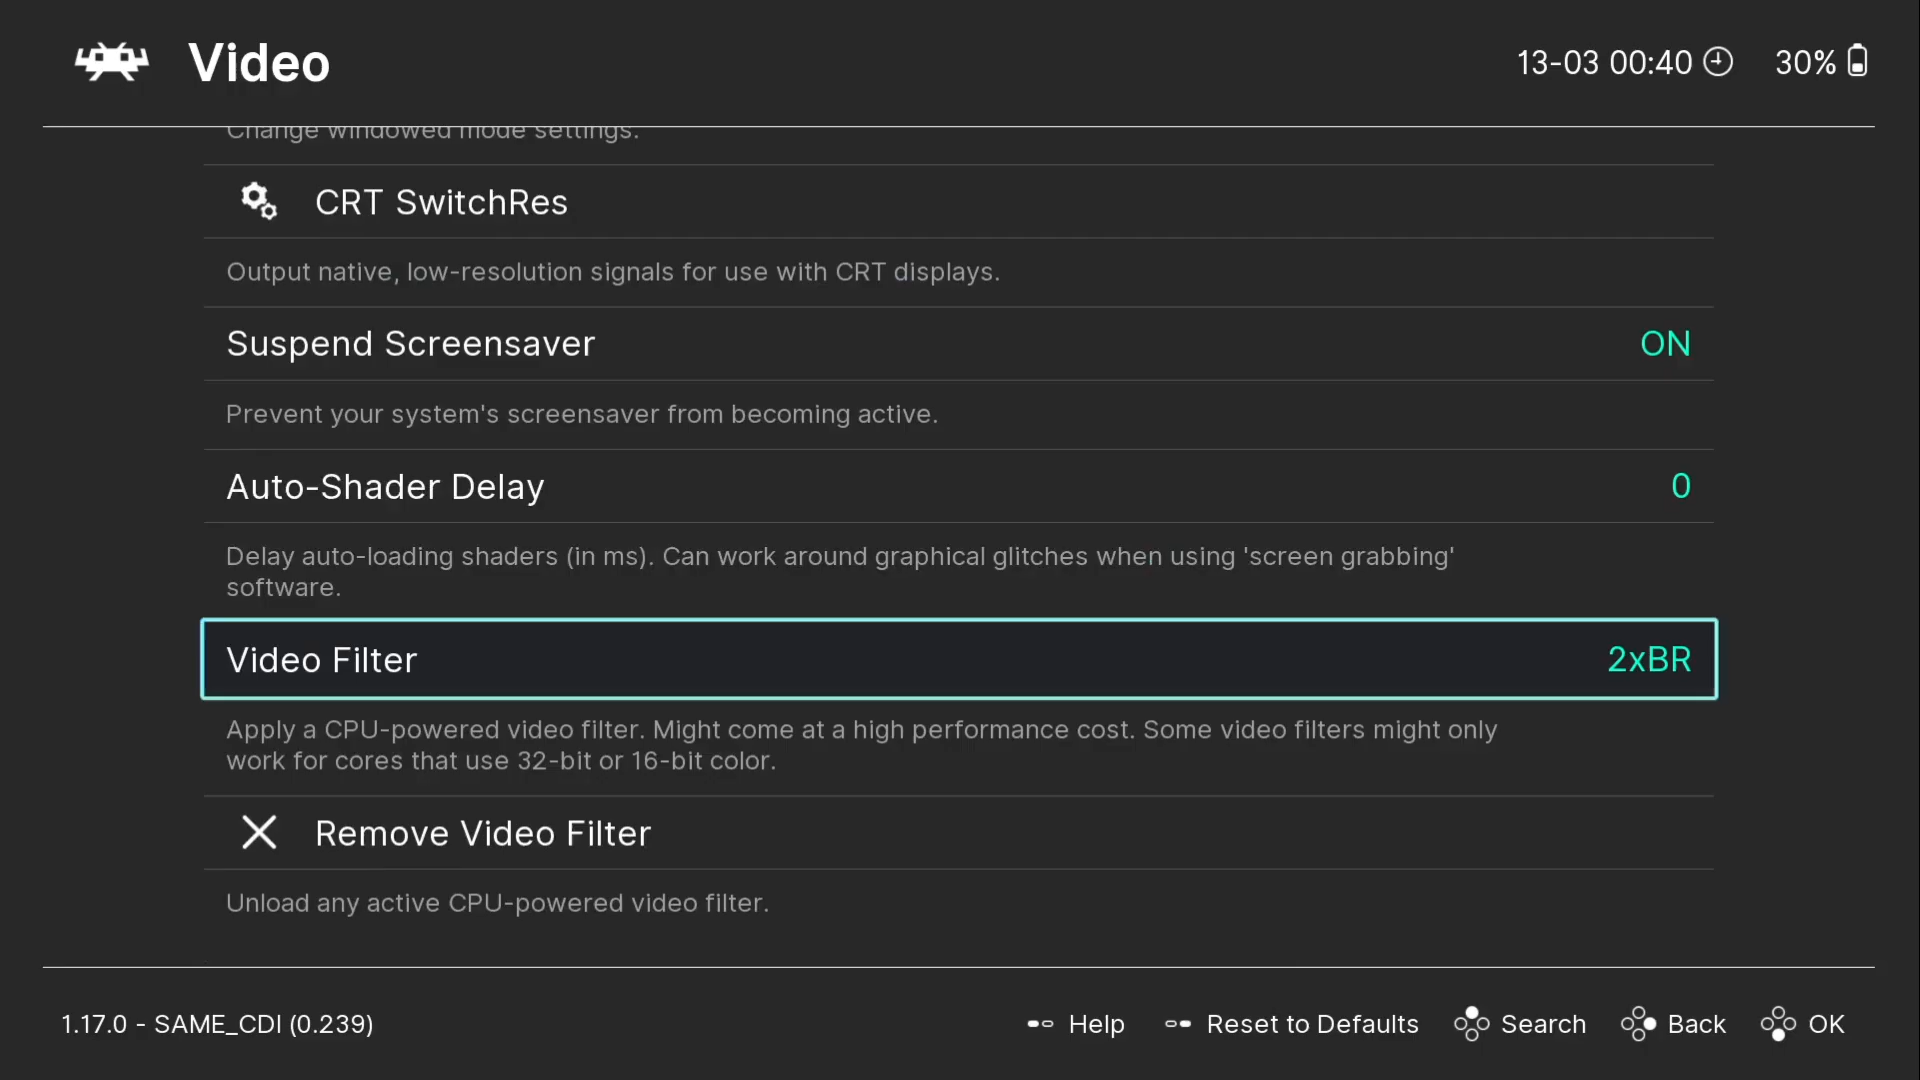 Video
13-03 00:40
30%
Change windowed mode settings.
CRT SwitchRes
Output native, low-resolution signals for use with CRT displays.
Suspend Screensaver
ON
Prevent your system's screensaver from becoming active.
Auto-Shader Delay
0
Delay auto-loading shaders (in ms). Can work around graphical glitches when using 'screen grabbing'
software.
Video Filter
2xBR
Apply a CPU-powered video filter. Might come at a high performance cost. Some video filters might only
work for cores that use 32-bit or 16-bit color.
Remove Video Filter
Unload any active CPU-powered video filter.
1.17.0 - SAME_CDI (0.239)
Help
Reset to Defaults
Search
Back
OK